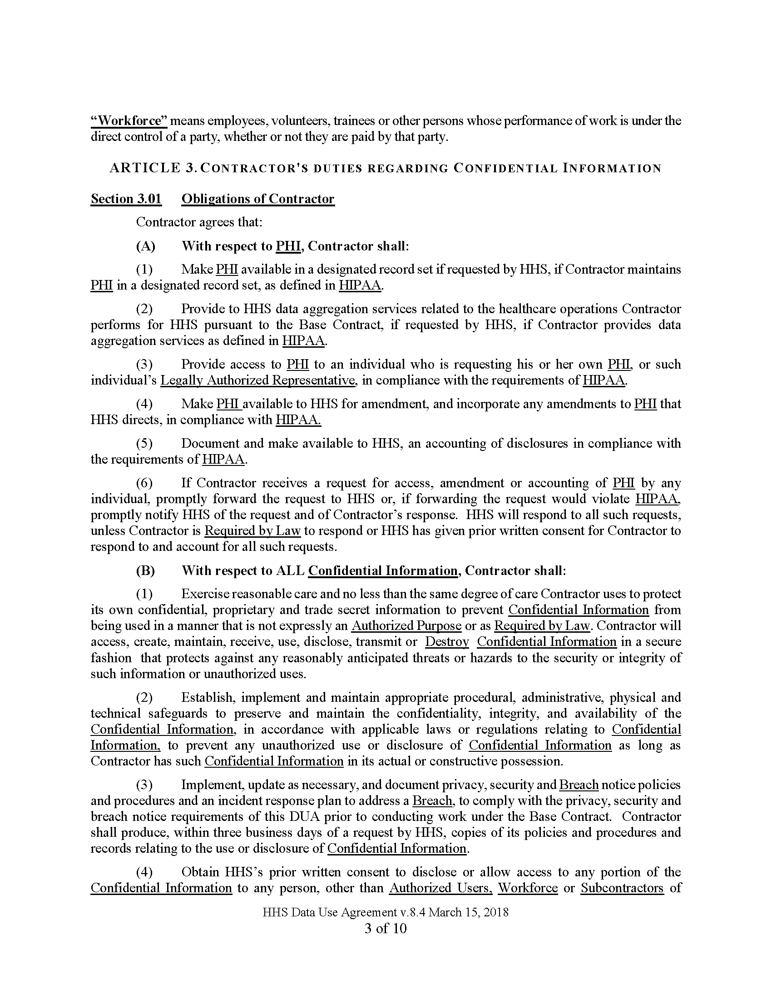 “Workforce” means employees, volunteers, trainees or other persons whose performance of work is under the
direct control of a party, whether or not they are paid by that party.
ARTICLE 3. CONTRACTOR'S DUTIES REGARDING CONFIDENTIAL INFORMATION
Section 3.01 Obligations of Contractor
Contractor agrees that:
(A) With respect to PHI, Contractor shall:
(1) Make PHI available in a designated record set if requested by HHS, if Contractor maintains
PHI in a designated record set, as defined in HIPAA.
(2) Provide to HHS data aggregation services related to the healthcare operations Contractor
performs for HHS pursuant to the Base Contract, if requested by HHS, if Contractor provides data
aggregation services as defined in HIPAA.
(3) Provide access to PHI to an individual who is requesting his or her own PHI, or such
individual’s Legally Authorized Representative, in compliance with the requirements of HIPAA.
(4) Make PHI available to HHS for amendment, and incorporate any amendments to PHI that
HHS directs, in compliance with HIPAA.
(5) Document and make available to HHS, an accounting of disclosures in compliance with
the requirements of HIPAA.
(6) If Contractor receives a request for access, amendment or accounting of PHI by any
individual, promptly forward the request to HHS or, if forwarding the request would violate HIPAA,
promptly notify HHS of the request and of Contractor’s response. HHS will respond to all such requests,
unless Contractor is Required by Law to respond or HHS has given prior written consent for Contractor to
respond to and account for all such requests.
(B) With respect to ALL Confidential Information, Contractor shall:
(1) Exercise reasonable care and no less than the same degree of care Contractor uses to protect
its own confidential, proprietary and trade secret information to prevent Confidential Information from
being used in a manner that is not expressly an Authorized Purpose or as Required by Law. Contractor will
access, create, maintain, receive, use, disclose, transmit or Destroy Confidential Information in a secure
fashion that protects against any reasonably anticipated threats or hazards to the security or integrity of
such information or unauthorized uses.
(2) Establish, implement and maintain appropriate procedural, administrative, physical and
technical safeguards to preserve and maintain the confidentiality, integrity, and availability of the
Confidential Information, in accordance with applicable laws or regulations relating to Confidential
Information, to prevent any unauthorized use or disclosure of Confidential Information as long as
Contractor has such Confidential Information in its actual or constructive possession.
(3) Implement, update as necessary, and document privacy, security and Breach notice policies
and procedures and an incident response plan to address a Breach, to comply with the privacy, security and
breach notice requirements of this DUA prior to conducting work under the Base Contract. Contractor
shall produce, within three business days of a request by HHS, copies of its policies and procedures and
records relating to the use or disclosure of Confidential Information.
(4) Obtain HHS’s prior written consent to disclose or allow access to any portion of the
Confidential Information to any person, other than Authorized Users, Workforce or Subcontractors of
HHS Data Use Agreement v.8.4 March 15, 2018
3 of 10